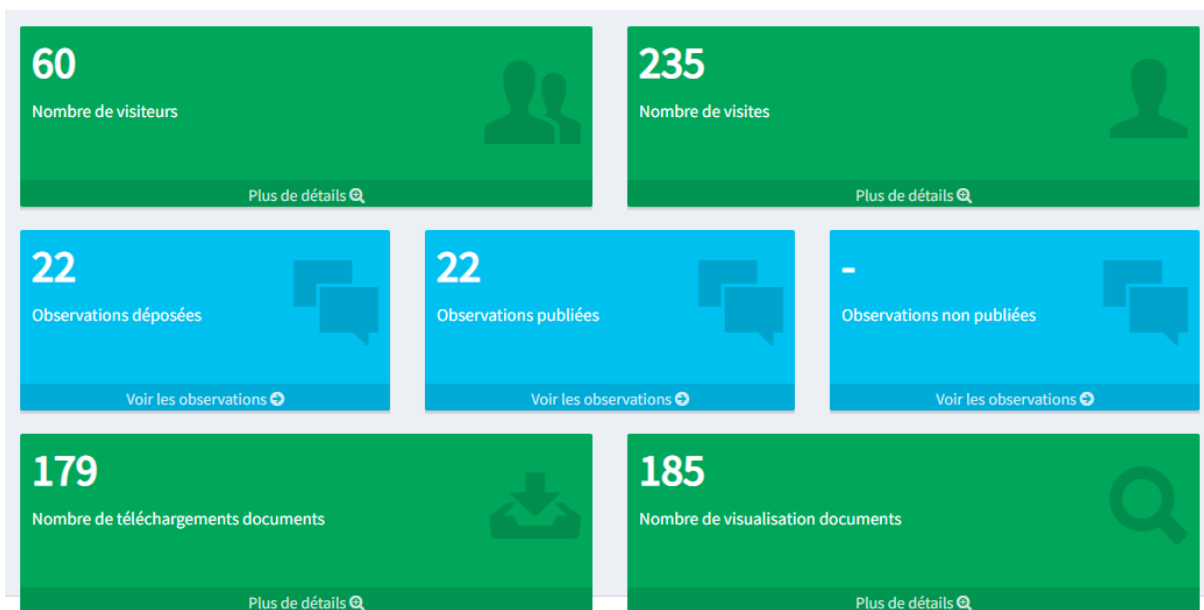 60
Nombre de visiteurs
Plus de détails
235
Nombre de visites
Plus de détails
22
Observations déposées
Voir les observations
22
Observations publiées
Voir les observations
-
Observations non publiées
Voir les observations
179
Nombre de téléchargements documents
Plus de détails
185
Nombre de visualisation documents
Plus de détails